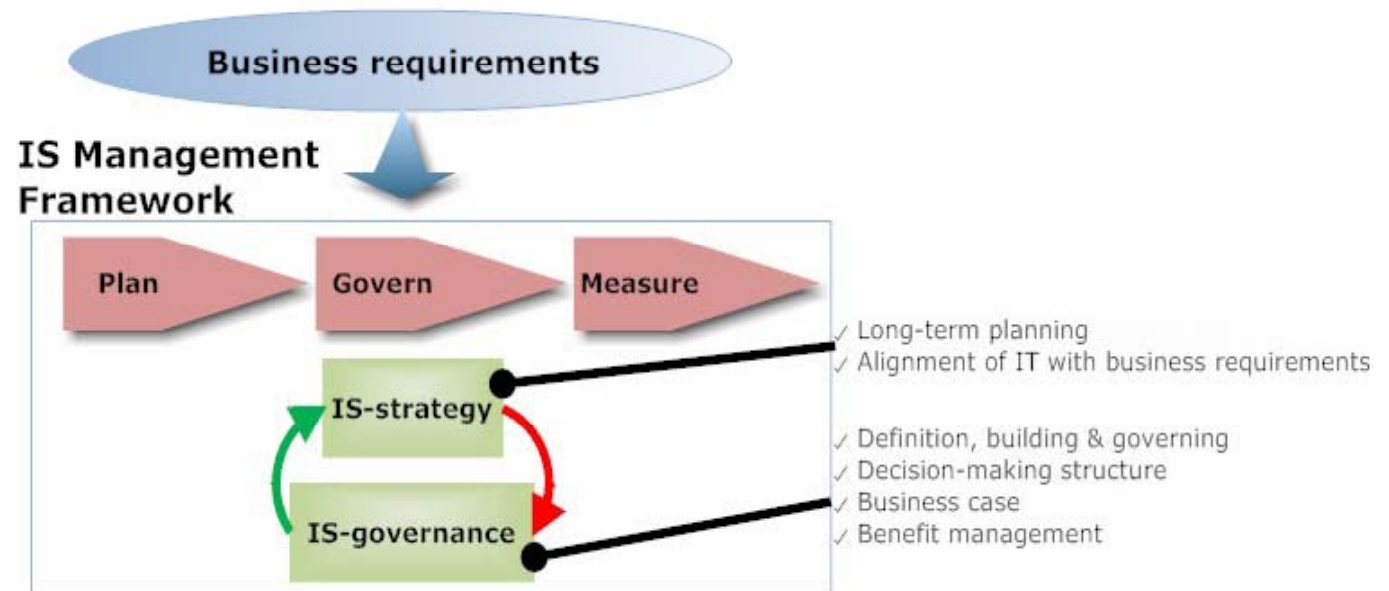 Business requirements
IS Management
Framework
Plan
Govern
Measure
✓ Long-term planning
✓ Alignment of IT with business requirements
IS-strategy
✓ Definition, building & governing
✓ Decision-making structure
✓ Business case
✓ Benefit management
IS-governance